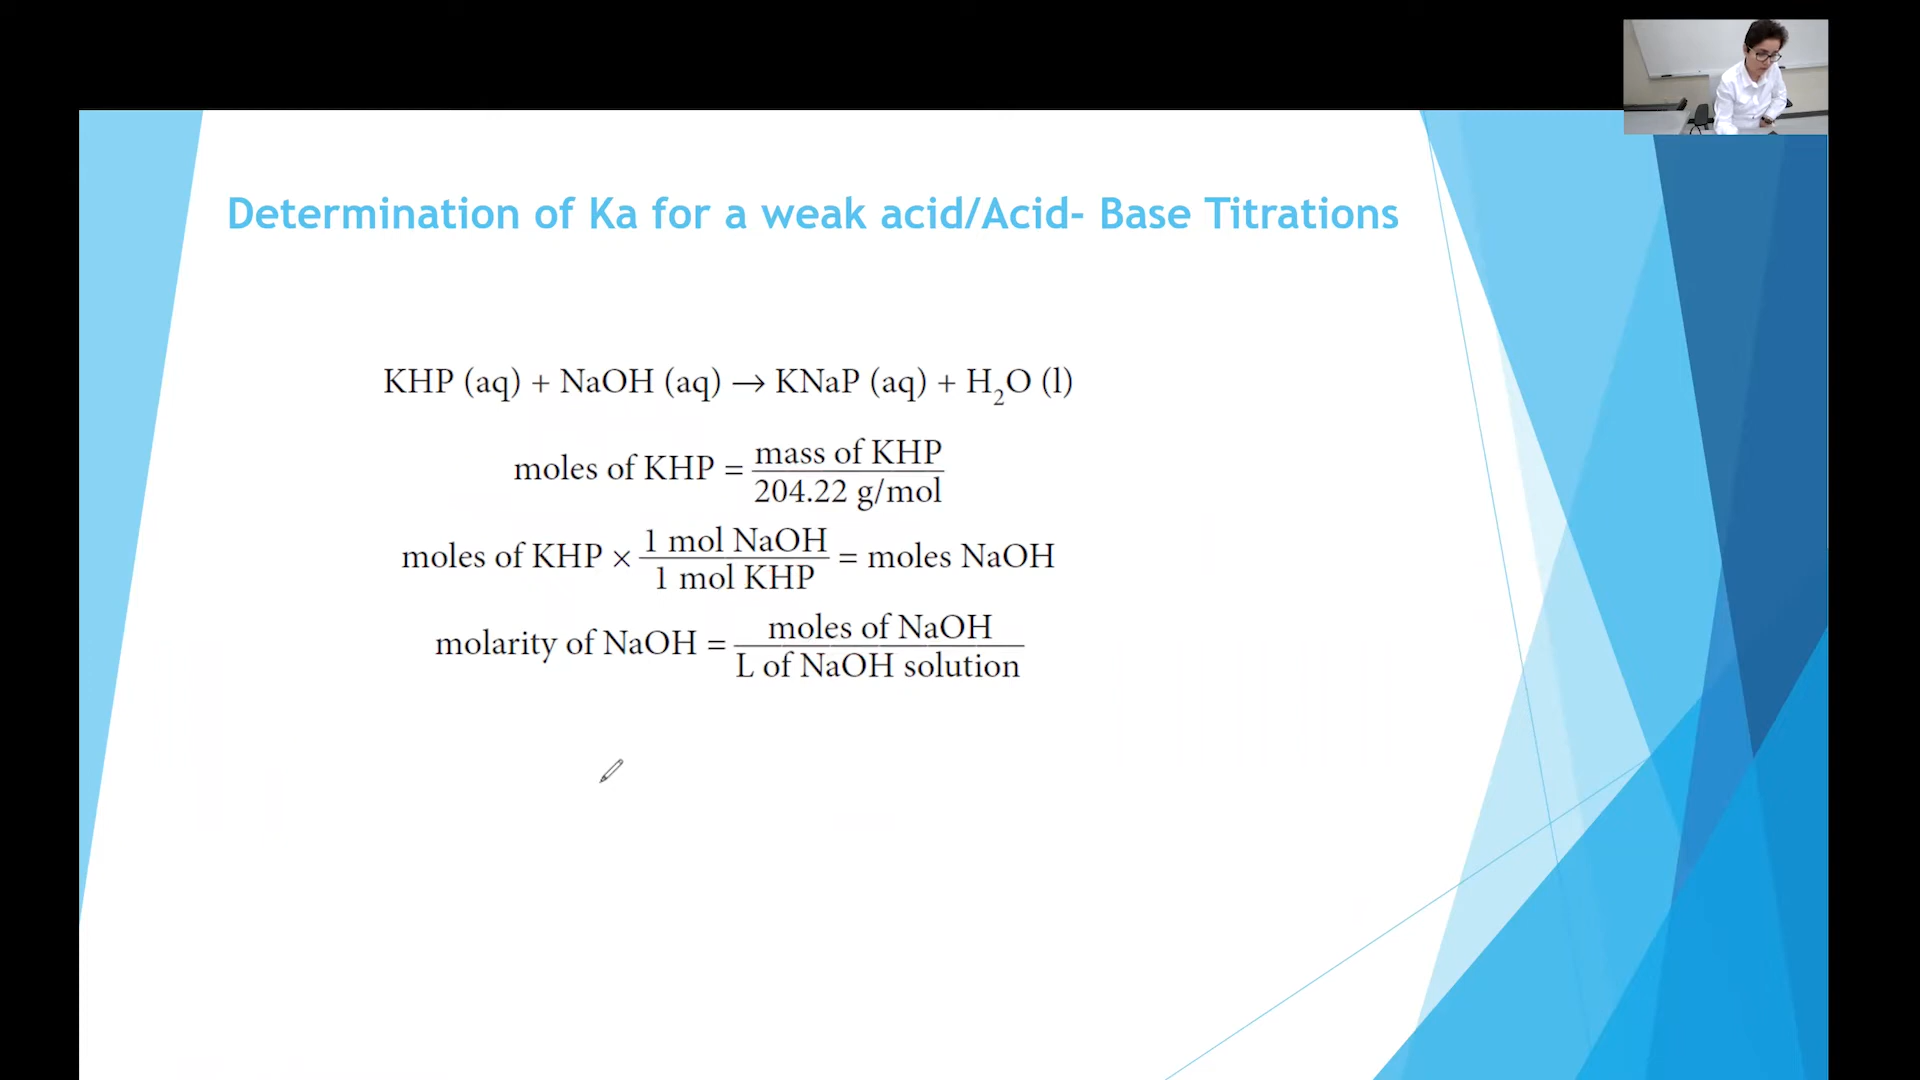 Determination of Ka for a weak acid/Acid- Base Titrations
KHP (aq) + NaOH (aq) → KNaP (aq) + H₂O (l)
moles of KHP = mass of KHP / 204.22 g/mol
moles of KHP × 1 mol NaOH / 1 mol KHP = moles NaOH
molarity of NaOH = moles of NaOH / L of NaOH solution